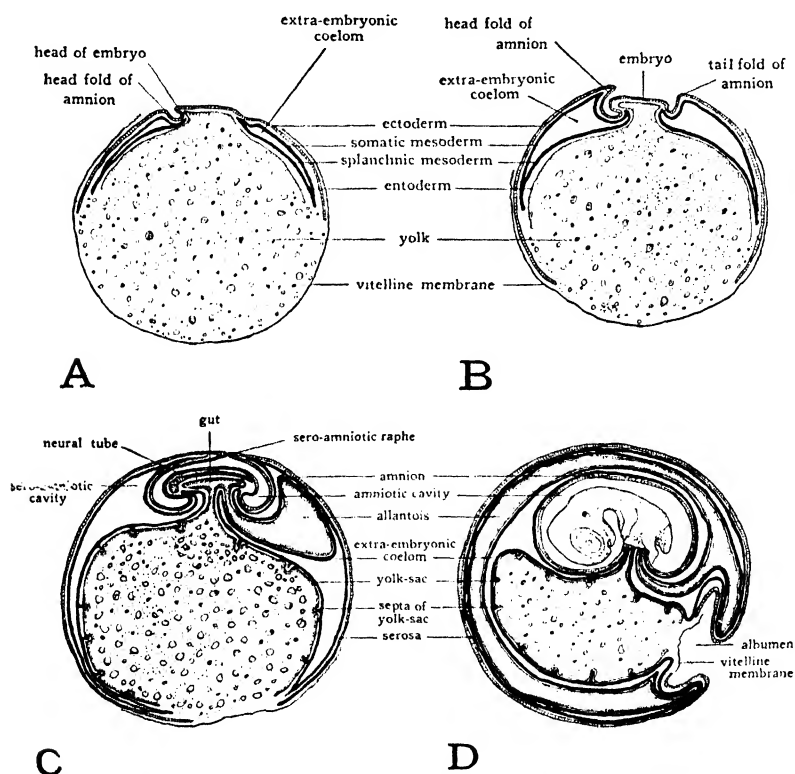 extra-embryonic
coelom
head of embryo
head fold of
amnion
head fold of
amnion
embryo
tail fold of
amnion
extra-embryonic
coelom
ectoderm
somatic mesoderm
splanchnic mesoderm
entoderm
yolk
vitelline membrane
A
B
gut
neural tube
sero-amniotic raphe
cavity
amnion
amniotic cavity
allantois
extra-embryonic
coelom
yolk-sac
septa of
yolk-sac
serosa
albumen
vitelline
membrane
C
D